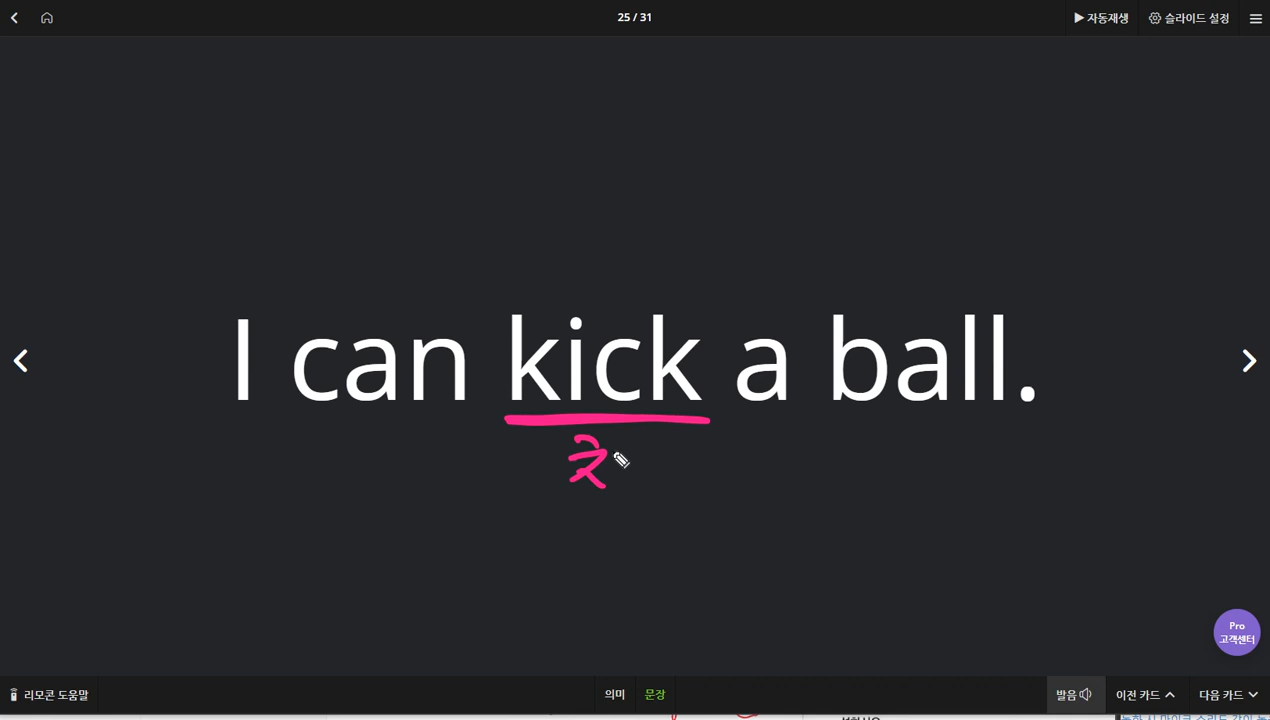 25 / 31
▶ 자동재생
슬라이드 설정
I can kick a ball.
ㅊ
Pro
고객센터
리모콘 도움말
의미
문장
발음
이전 카드
다음 카드